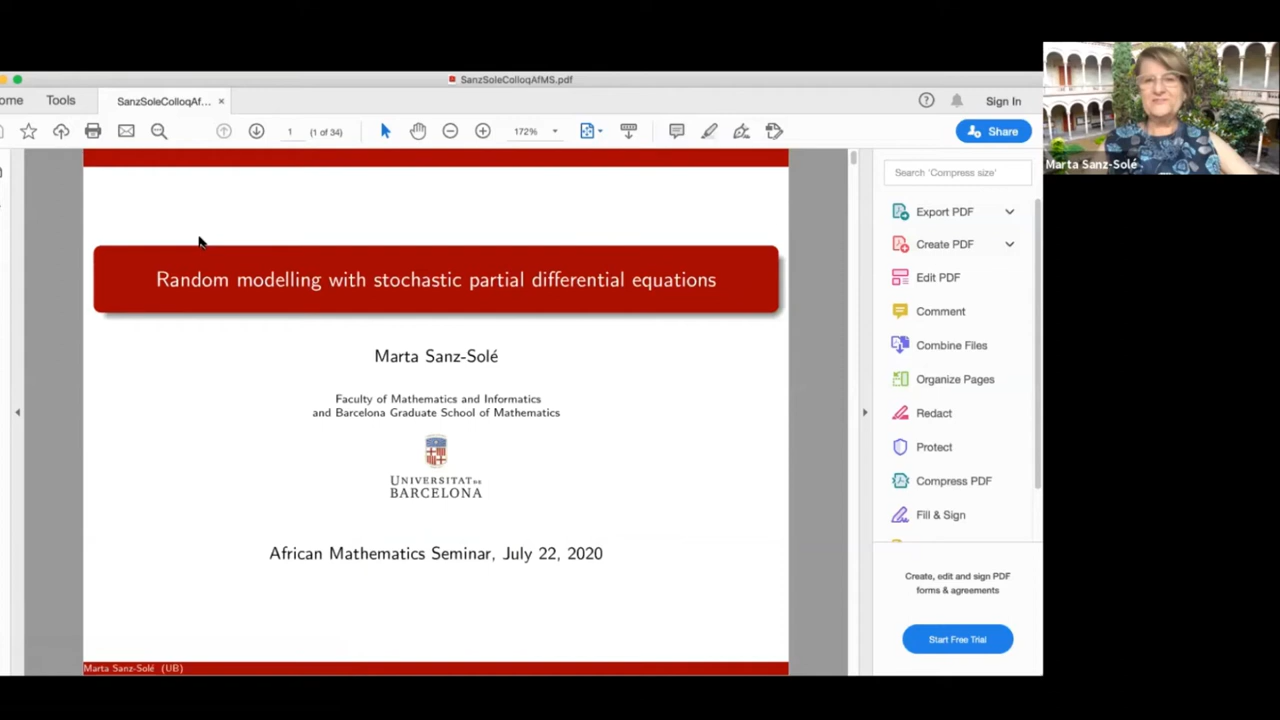 SanzSoleColloqAfMS.pdf
ome
Tools
SanzSoleColloqAf... ×
Sign In
1
(1 of 34)
172%
Share
Random modelling with stochastic partial differential equations
Marta Sanz-Solé
Faculty of Mathematics and Informatics
and Barcelona Graduate School of Mathematics
UNIVERSITAT DE
BARCELONA
African Mathematics Seminar, July 22, 2020
Marta Sanz-Solé (UB)
Search 'Compress size'
Export PDF
Create PDF
Edit PDF
Comment
Combine Files
Organize Pages
Redact
Protect
Compress PDF
Fill & Sign
Create, edit and sign PDF
forms & agreements
Start Free Trial
Marta Sanz-Solé